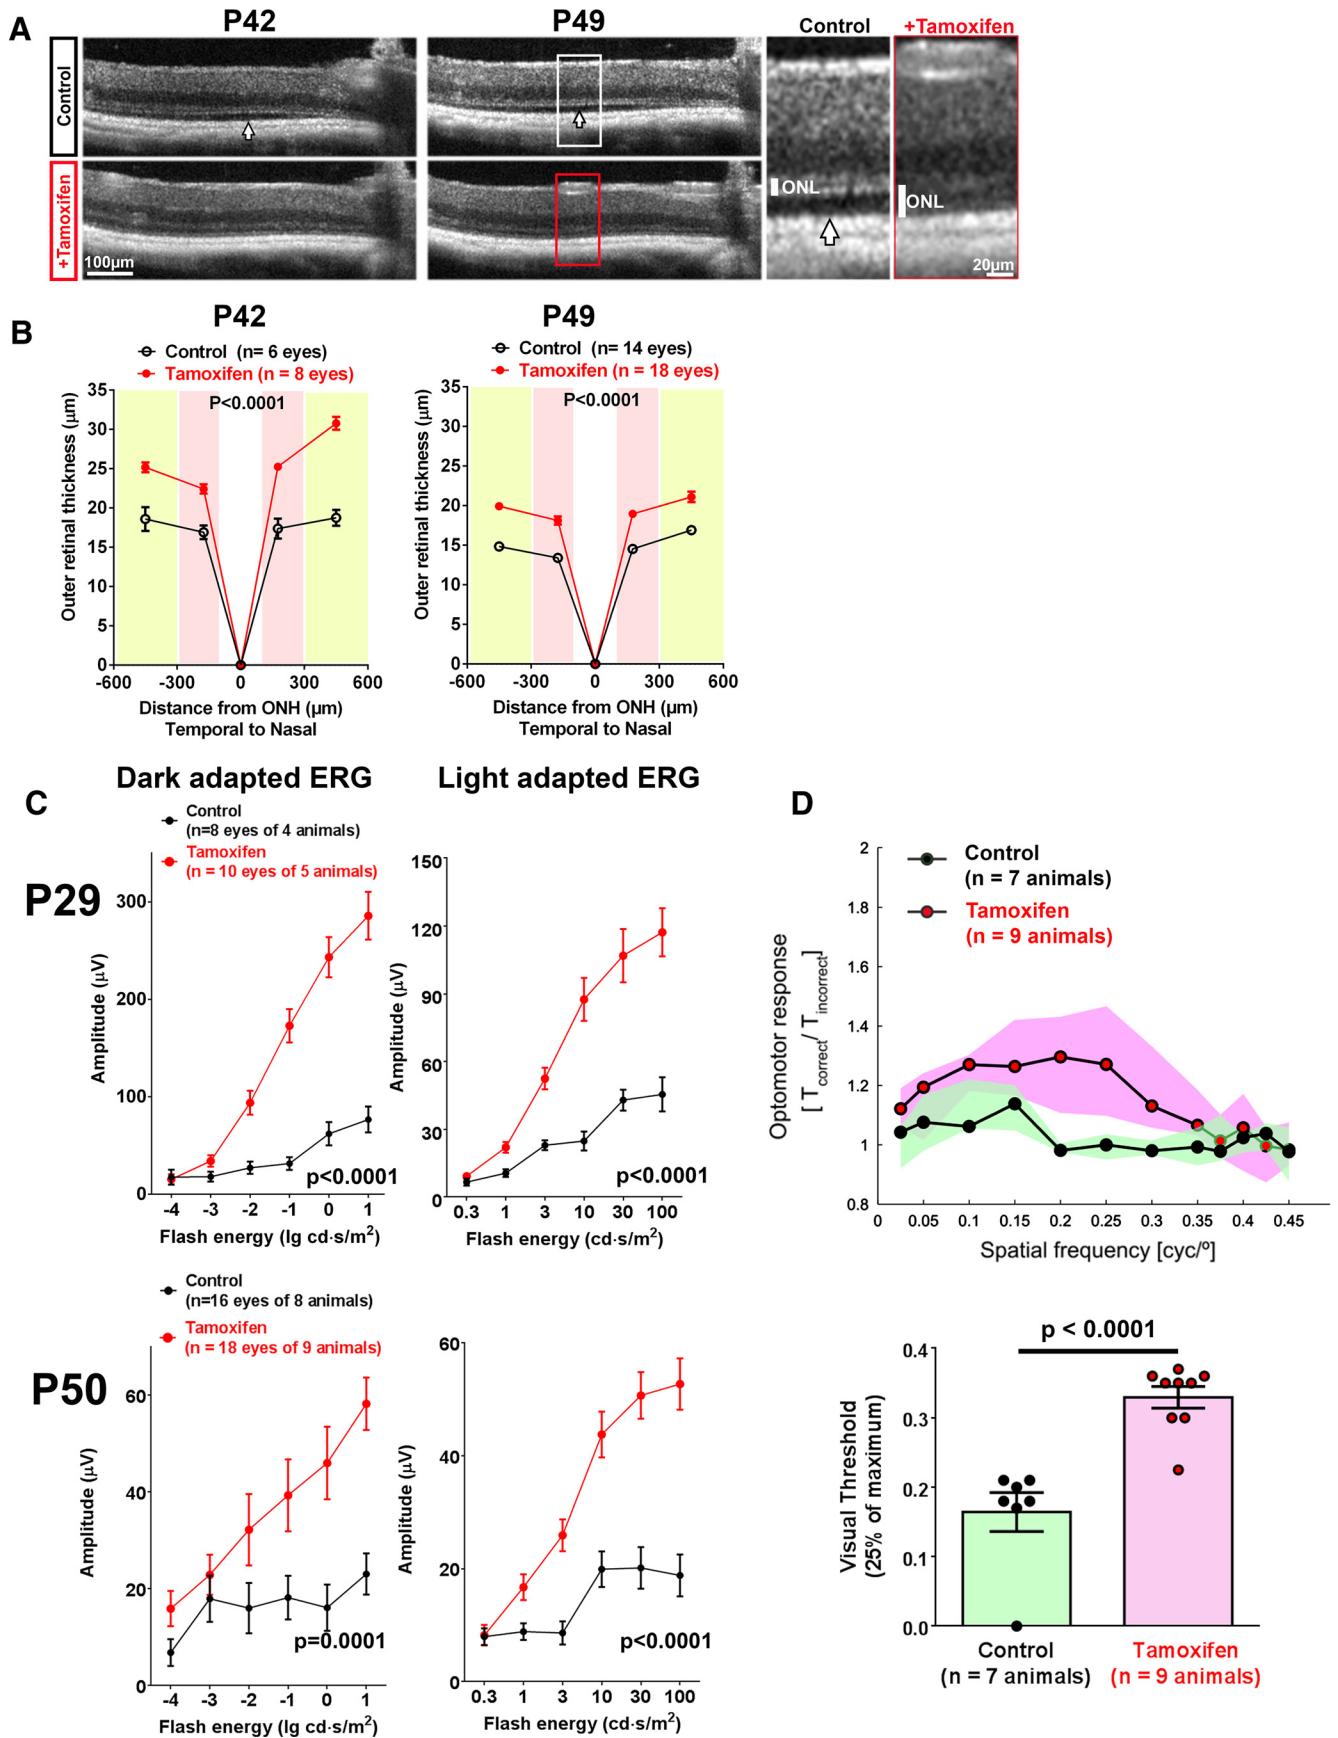 A
P42
P49
Control
+Tamoxifen
Control
+Tamoxifen
ONL
ONL
100µm
20µm
B
P42
P49
Control (n= 6 eyes)
Tamoxifen (n = 8 eyes)
Control (n= 14 eyes)
Tamoxifen (n = 18 eyes)
P<0.0001
P<0.0001
Outer retinal thickness (µm)
35
30
25
20
15
10
5
0
-600 -300 0 300 600
Distance from ONH (µm)
Temporal to Nasal
Outer retinal thickness (µm)
35
30
25
20
15
10
5
0
-600 -300 0 300 600
Distance from ONH (µm)
Temporal to Nasal
C
Dark adapted ERG
Light adapted ERG
P29
Control
(n=8 eyes of 4 animals)
Tamoxifen
(n = 10 eyes of 5 animals)
Amplitude (µV)
300
200
100
0
-4 -3 -2 -1 0 1
p<0.0001
Flash energy (lg cd·s/m²)
Amplitude (µV)
150
120
90
60
30
0
0.3 1 3 10 30 100
p<0.0001
Flash energy (cd·s/m²)
P50
Control
(n=16 eyes of 8 animals)
Tamoxifen
(n = 18 eyes of 9 animals)
Amplitude (µV)
60
40
20
0
-4 -3 -2 -1 0 1
p=0.0001
Flash energy (lg cd·s/m²)
Amplitude (µV)
60
40
20
0
0.3 1 3 10 30 100
p<0.0001
Flash energy (cd·s/m²)
D
Control
(n = 7 animals)
Tamoxifen
(n = 9 animals)
Optomotor response
[ Tcorrect/ Tincorrect]
2
1.8
1.6
1.4
1.2
1
0.8
0 0.05 0.1 0.15 0.2 0.25 0.3 0.35 0.4 0.45
Spatial frequency [cyc/º]
p < 0.0001
Visual Threshold
(25% of maximum)
0.4
0.3
0.2
0.1
0.0
Control
(n = 7 animals)
Tamoxifen
(n = 9 animals)